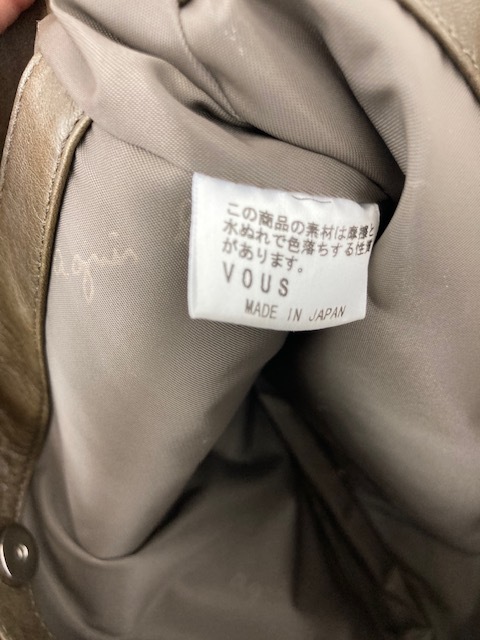 この商品の素材は摩擦と
水ぬれで色落ちする性質
があります。
VOUS
MADE IN JAPAN
agnès